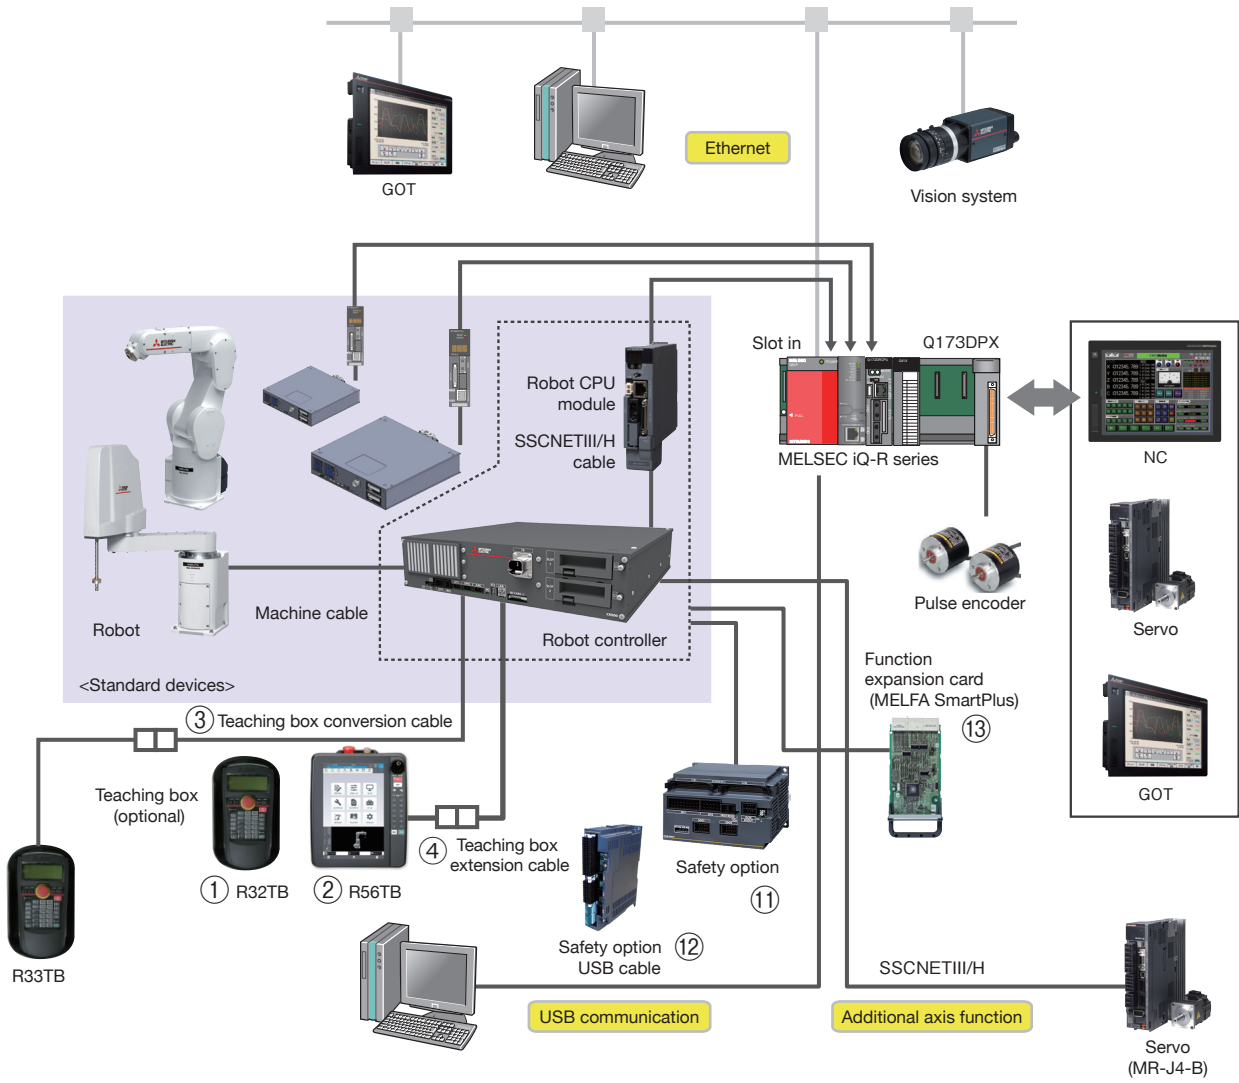 GOT
Ethernet
Vision system
Slot in
Q173DPX
Robot CPU
module
SSCNETIII/H
cable
MELSEC iQ-R series
NC
Pulse encoder
Servo
Machine cable
Robot
Robot controller
<Standard devices>
Function
expansion card
(MELFA SmartPlus)
⑬
③ Teaching box conversion cable
GOT
Teaching box
(optional)
④ Teaching box
extension cable
① R32TB
② R56TB
Safety option
⑪
R33TB
Safety option
USB cable
⑫
SSCNETIII/H
USB communication
Additional axis function
Servo
(MR-J4-B)